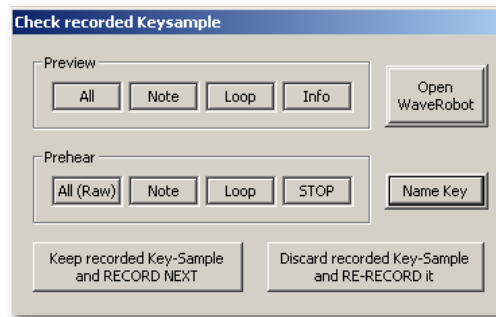 Check recorded Keysample
Preview
All Note Loop Info
Open
WaveRobot
Prehear
All (Raw) Note Loop STOP
Name Key
Keep recorded Key-Sample
and RECORD NEXT
Discard recorded Key-Sample
and RE-RECORD it